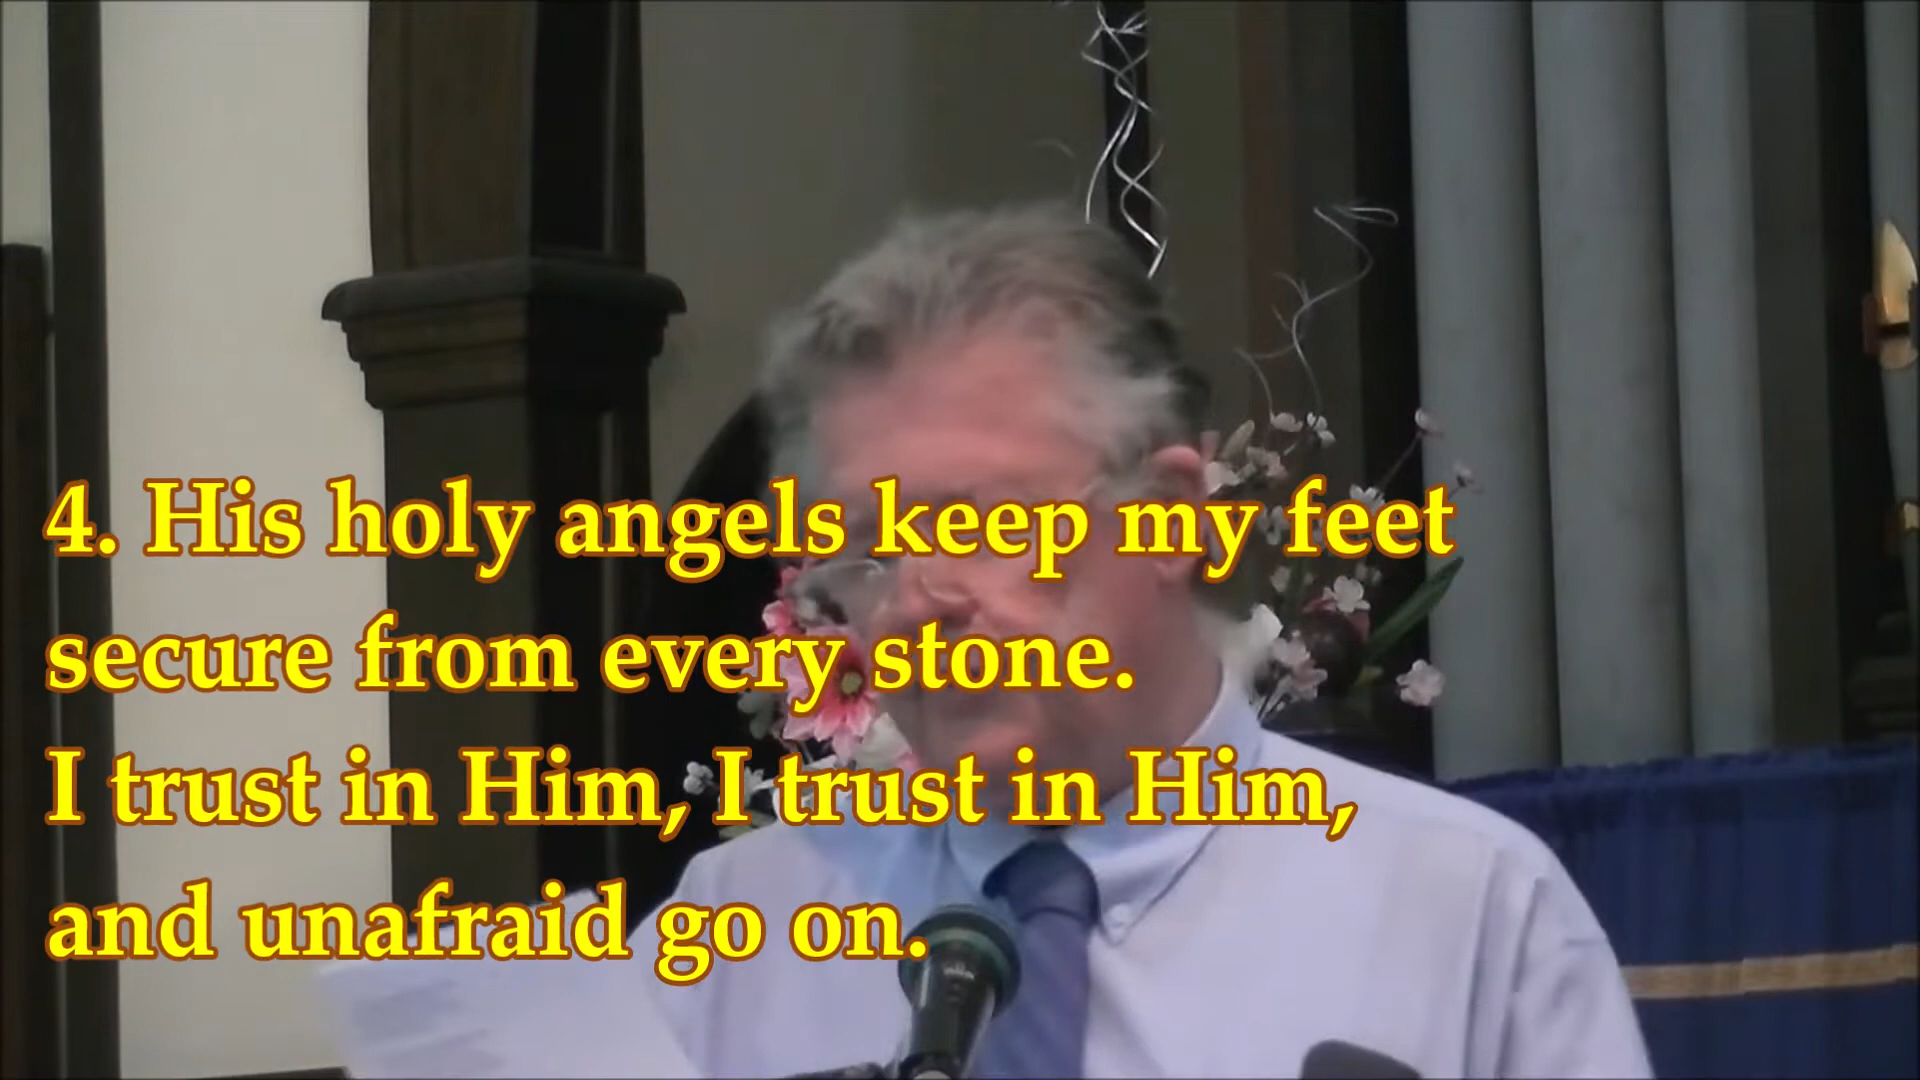 4. His holy angels keep my feet
secure from every stone.
I trust in Him, I trust in Him,
and unafraid go on.